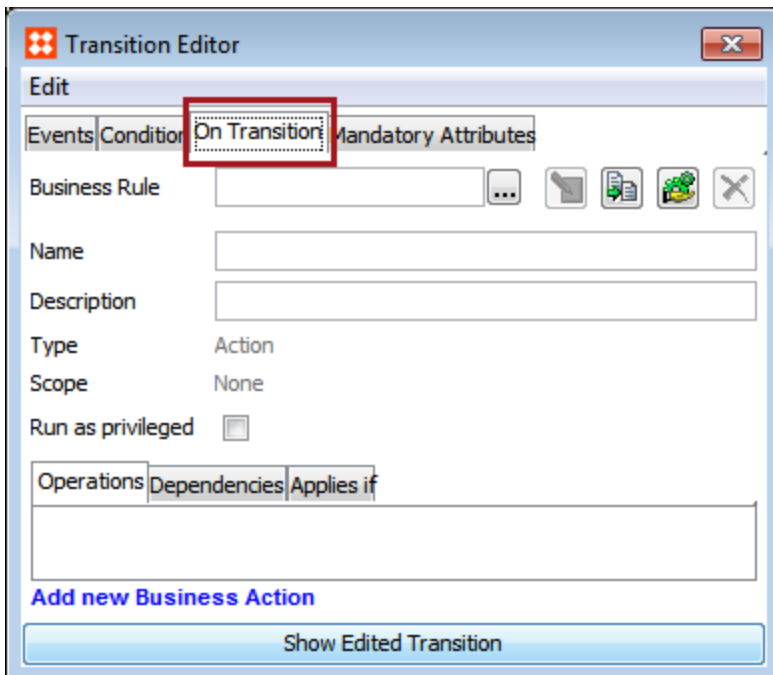 Transition Editor
Edit
Events Condition On Transition Mandatory Attributes
Business Rule ...
Name
Description
Type Action
Scope None
Run as privileged
Operations Dependencies Applies if
Add new Business Action
Show Edited Transition